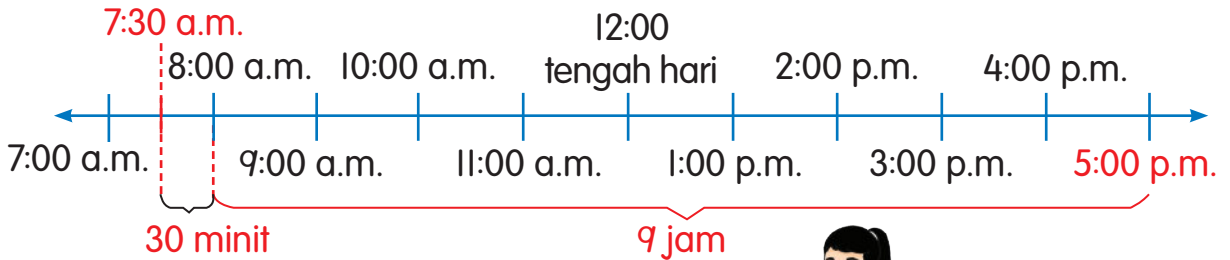 7:30 a.m.
12:00
8:00 a.m. 10:00 a.m. tengah hari 2:00 p.m. 4:00 p.m.
7:00 a.m. 9:00 a.m. 11:00 a.m. 1:00 p.m. 3:00 p.m. 5:00 p.m.
30 minit 9 jam